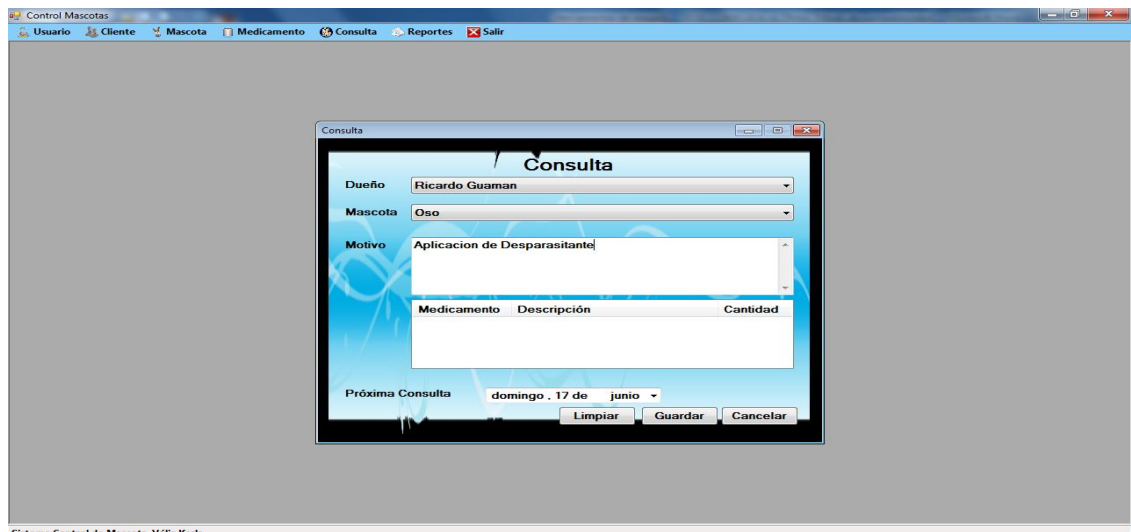 Control Mascotas
Usuario Cliente Mascota Medicamento Consulta Reportes Salir
Consulta
Consulta
Dueño Ricardo Guaman
Mascota Oso
Motivo Aplicacion de Desparasitante
Medicamento Descripción Cantidad
Próxima Consulta domingo , 17 de junio
Limpiar Guardar Cancelar